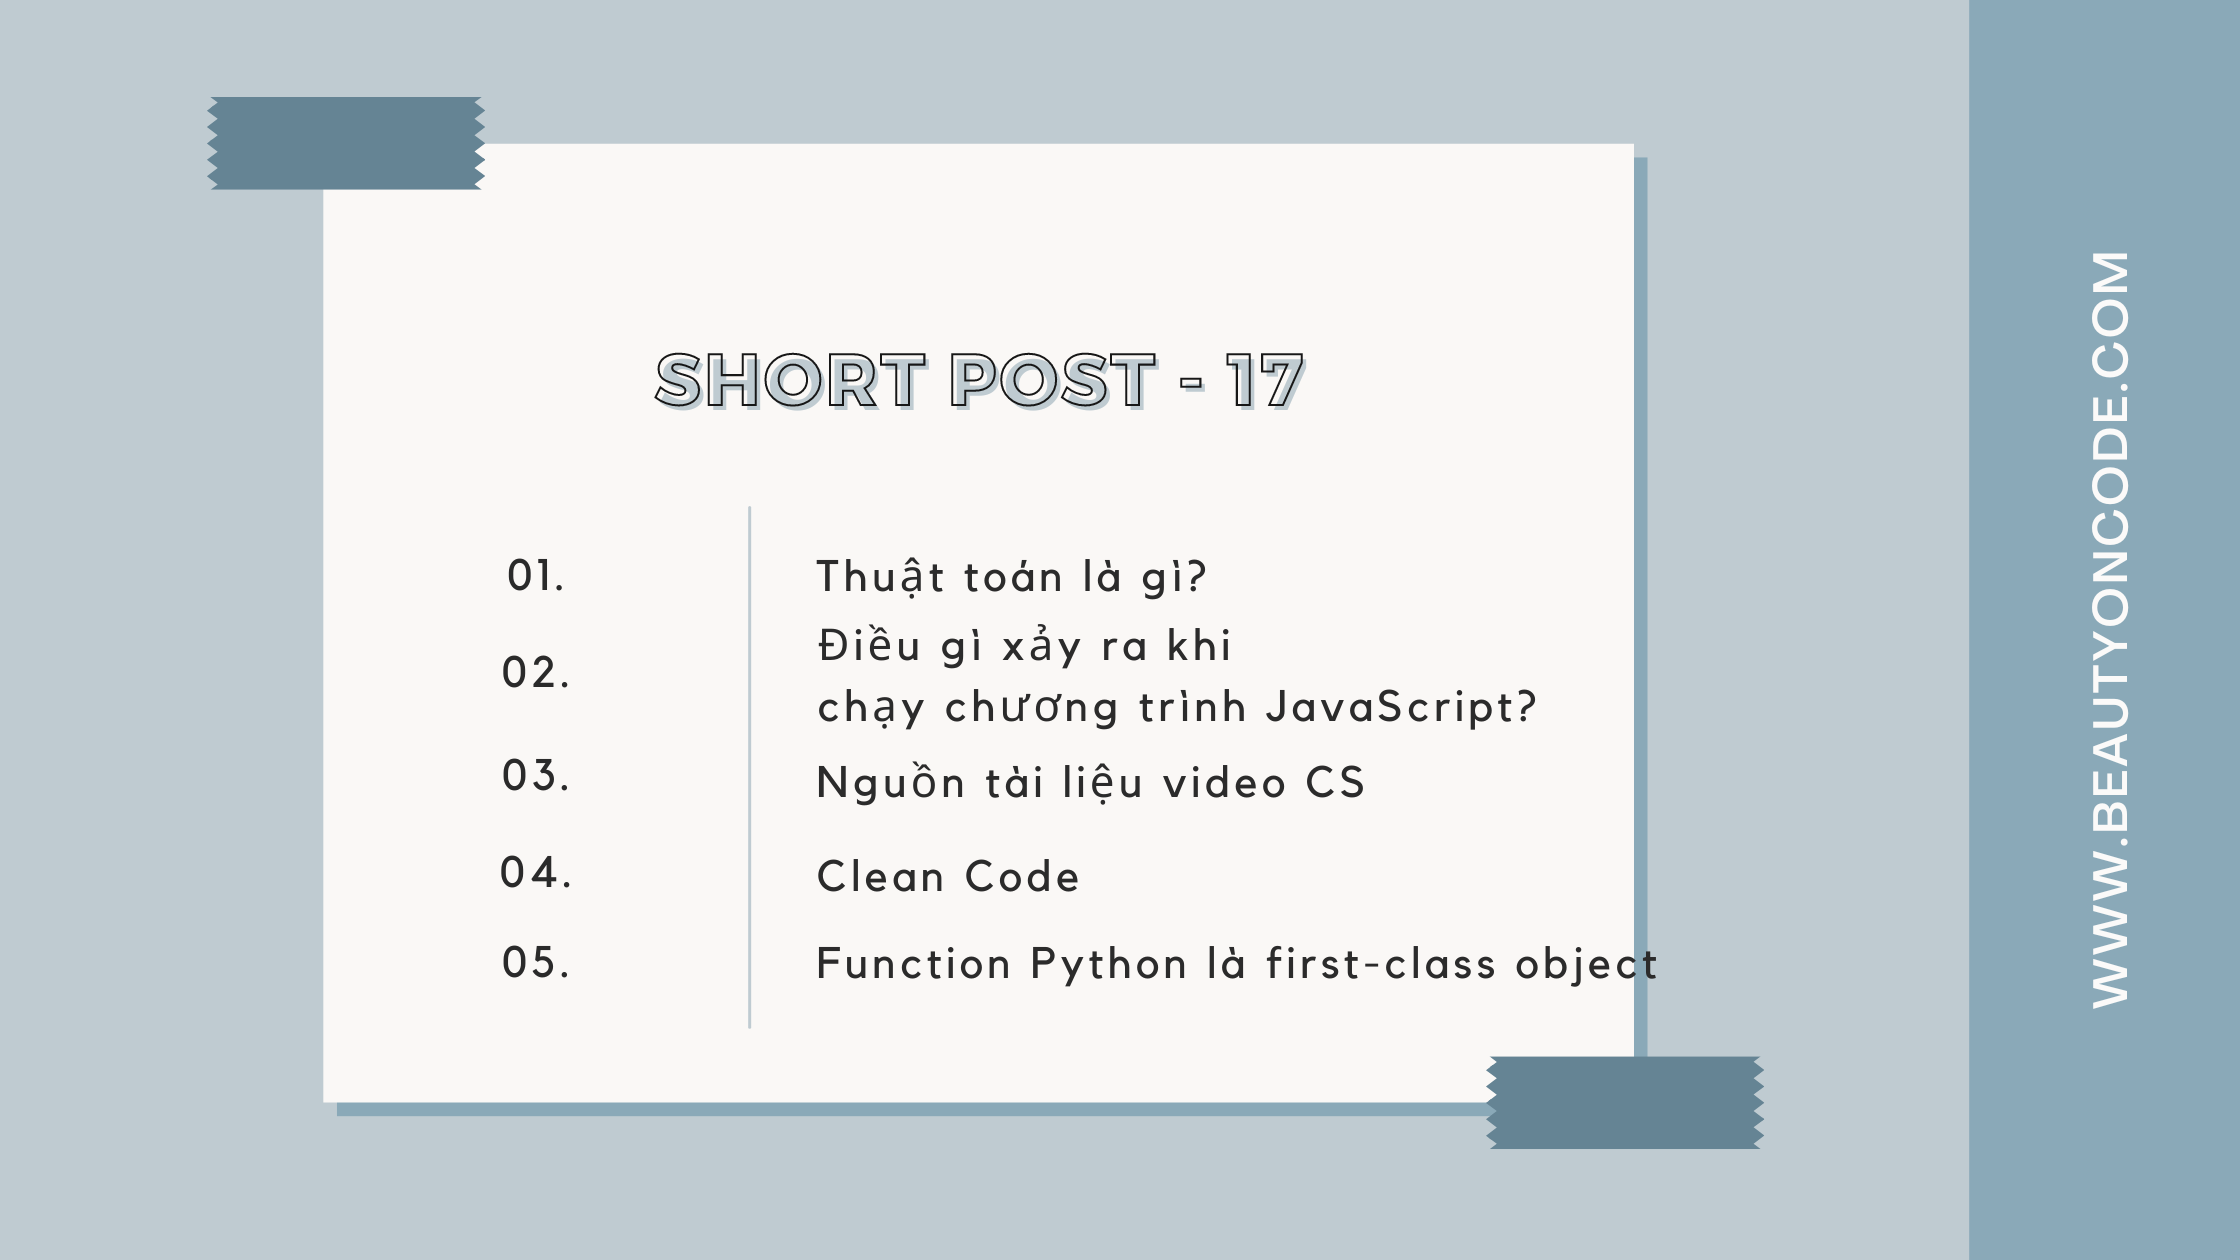 SHORT POST - 17
01. Thuật toán là gì?
02. Điều gì xảy ra khi
chạy chương trình JavaScript?
03. Nguồn tài liệu video CS
04. Clean Code
05. Function Python là first-class object
WWW.BEAUTYONCODE.COM